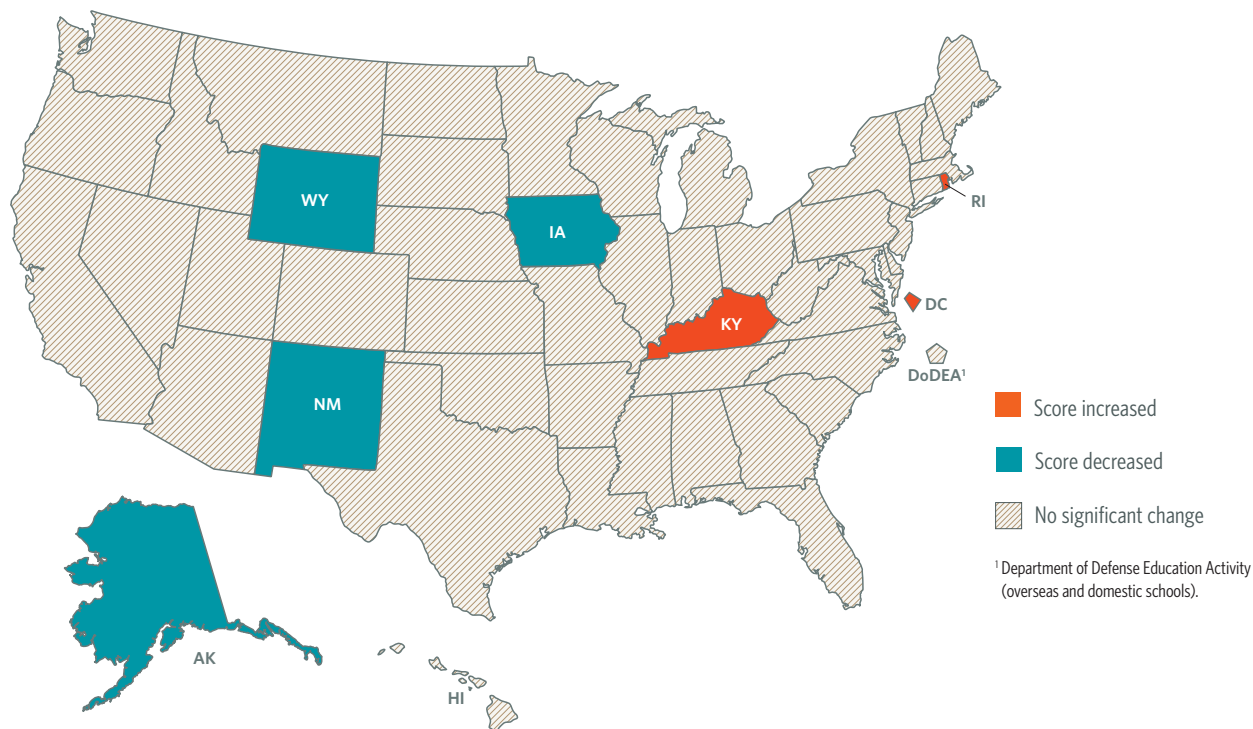 WY
IA
RI
DC
KY
DoDEA¹
NM
Score increased
Score decreased
No significant change
¹ Department of Defense Education Activity
(overseas and domestic schools).
AK
HI